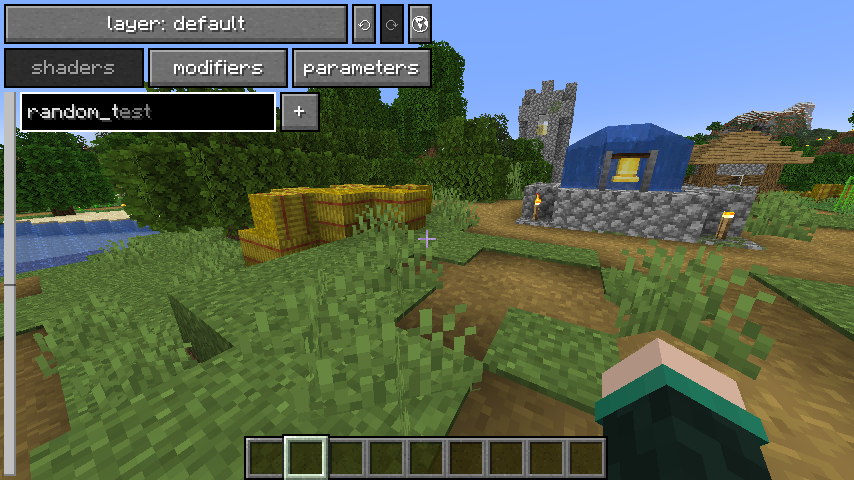 layer: default
shaders modifiers parameters
random_test +